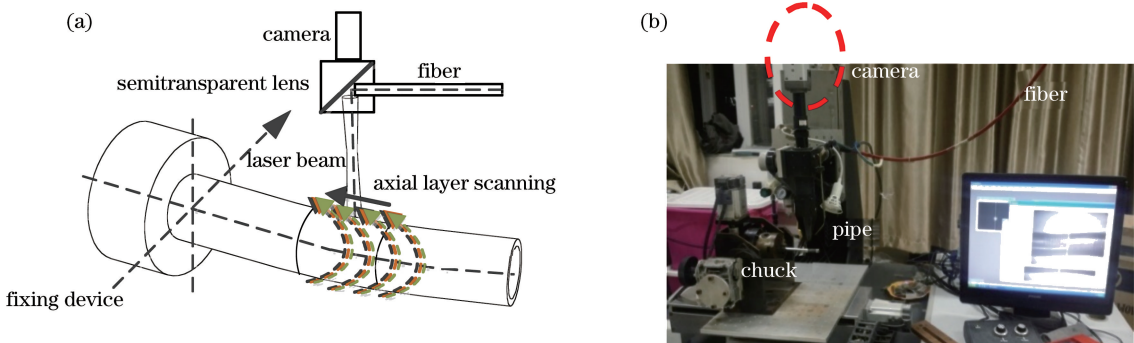 (a)
camera
fiber
semitransparent lens
laser beam
axial layer scanning
fixing device
(b)
camera
fiber
pipe
chuck